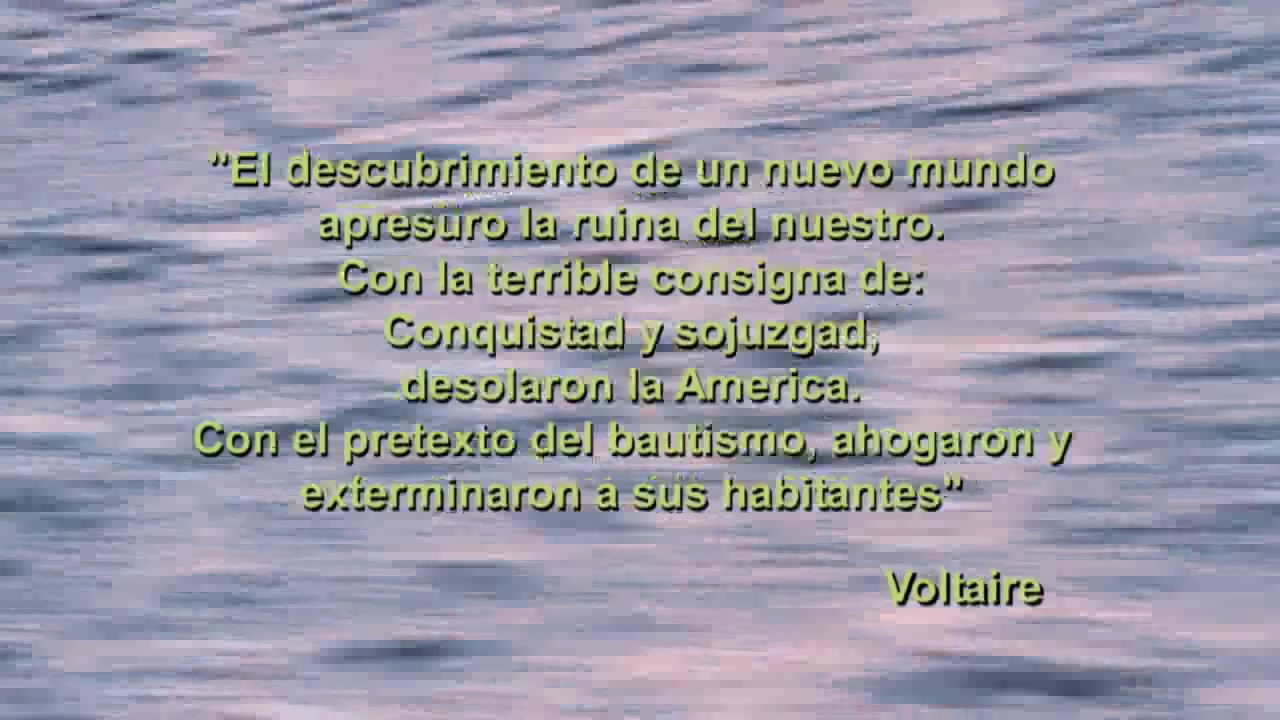 "El descubrimiento de un nuevo mundo
apresuro la ruina del nuestro.
Con la terrible consigna de:
Conquistad y sojuzgad,
desolaron la America.
Con el pretexto del bautismo, ahogaron y
exterminaron a sus habitantes"
Voltaire